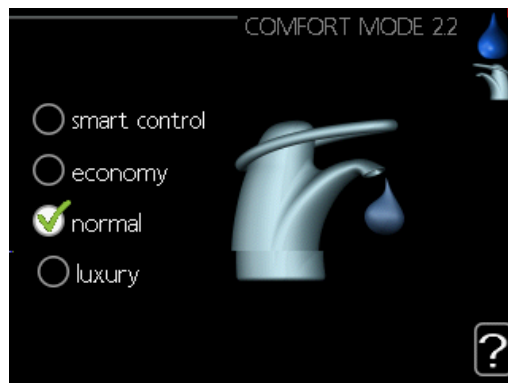 COMFORT MODE 2.2
smart control
economy
normal
luxury
?